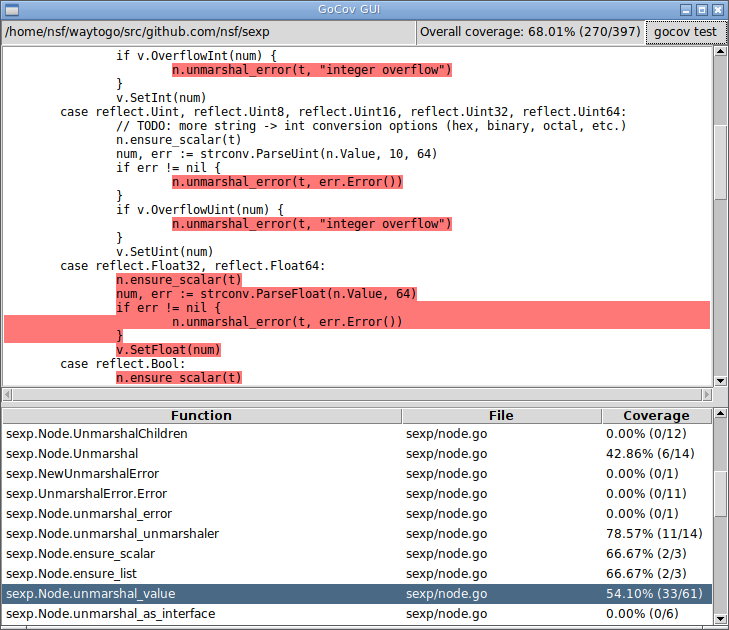 GoCov GUI
/home/nsf/waytogo/src/github.com/nsf/sexp Overall coverage: 68.01% (270/397) gocov test
if v.OverflowInt(num) {
n.unmarshal_error(t, "integer overflow")
}
v.SetInt(num)
case reflect.Uint, reflect.Uint8, reflect.Uint16, reflect.Uint32, reflect.Uint64:
// TODO: more string -> int conversion options (hex, binary, octal, etc.)
n.ensure_scalar(t)
num, err := strconv.ParseUint(n.Value, 10, 64)
if err != nil {
n.unmarshal_error(t, err.Error())
}
if v.OverflowUint(num) {
n.unmarshal_error(t, "integer overflow")
}
v.SetUint(num)
case reflect.Float32, reflect.Float64:
n.ensure_scalar(t)
num, err := strconv.ParseFloat(n.Value, 64)
if err != nil {
n.unmarshal_error(t, err.Error())
}
v.SetFloat(num)
case reflect.Bool:
n.ensure_scalar(t)
Function File Coverage
sexp.Node.UnmarshalChildren sexp/node.go 0.00% (0/12)
sexp.Node.Unmarshal sexp/node.go 42.86% (6/14)
sexp.NewUnmarshalError sexp/node.go 0.00% (0/1)
sexp.UnmarshalError.Error sexp/node.go 0.00% (0/11)
sexp.Node.unmarshal_error sexp/node.go 0.00% (0/1)
sexp.Node.unmarshal_unmarshaler sexp/node.go 78.57% (11/14)
sexp.Node.ensure_scalar sexp/node.go 66.67% (2/3)
sexp.Node.ensure_list sexp/node.go 66.67% (2/3)
sexp.Node.unmarshal_value sexp/node.go 54.10% (33/61)
sexp.Node.unmarshal_as_interface sexp/node.go 0.00% (0/6)